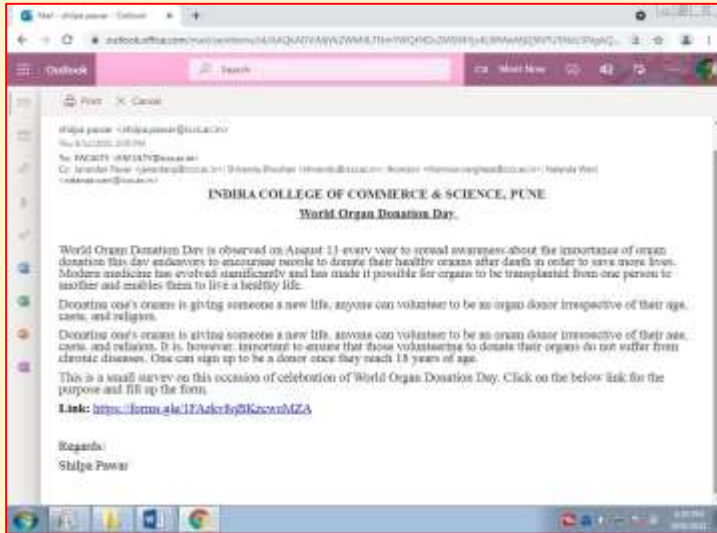 Mail - shilpa pawar - Outlook
Outlook
Search
Meet Now
Print Cancel
shilpa pawar
To: FACULTY
INDIRA COLLEGE OF COMMERCE & SCIENCE, PUNE
World Organ Donation Day.
World Organ Donation Day is observed on August 13 every year to spread awareness about the importance of organ
donation this day endeavors to encourage people to donate their healthy organs after death in order to save more lives.
Modern medicine has evolved significantly and has made it possible for organs to be transplanted from one person to
another and enables them to live a healthy life.
Donating one's organs is giving someone a new life, anyone can volunteer to be an organ donor irrespective of their age,
caste, and religion.
Donating one's organs is giving someone a new life, anyone can volunteer to be an organ donor irrespective of their age,
caste, and religion. It is, however, important to ensure that those volunteering to donate their organs do not suffer from
chronic diseases. One can sign up to be a donor once they reach 18 years of age.
This is a small survey on this occasion of celebration of World Organ Donation Day. Click on the below link for the
purpose and fill up the form.
Link:
Regards:
Shilpa Pawar